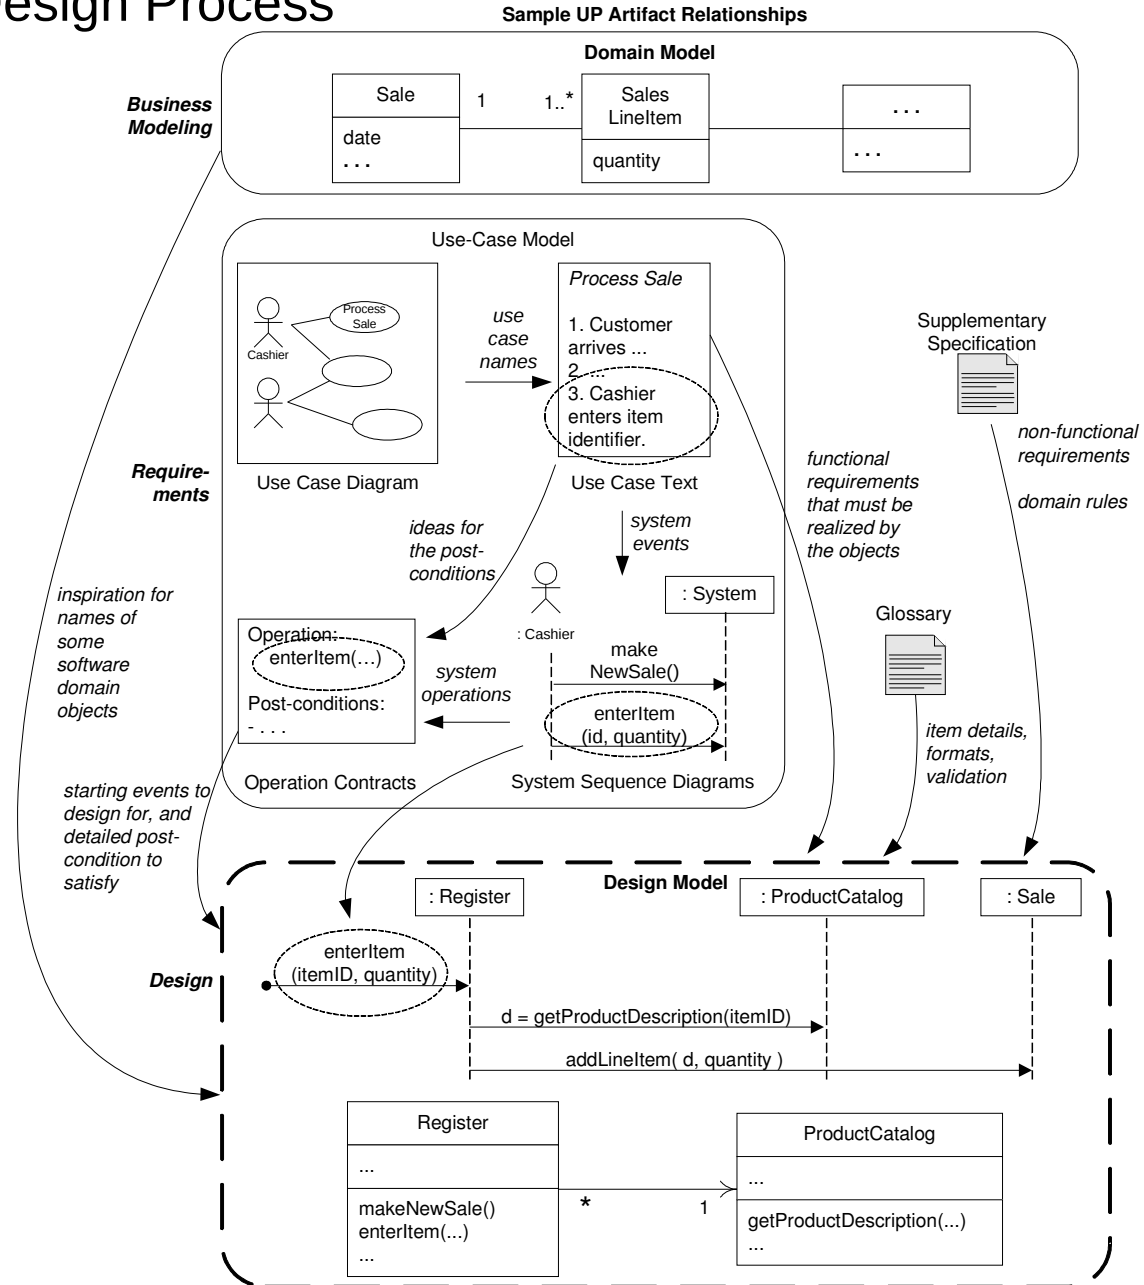 Design Process
Sample UP Artifact Relationships
Domain Model
Business
Modeling
Sale
date
. . .
1
1..*
Sales
LineItem
quantity
. . .
. . .
Use-Case Model
Process
Sale
Cashier
Use Case Diagram
use
case
names
Process Sale
1. Customer
arrives ...
2. ...
3. Cashier
enters item
identifier.
Use Case Text
Require-
ments
Supplementary
Specification
non-functional
requirements
domain rules
functional
requirements
that must be
realized by
the objects
ideas for
the post-
conditions
system
events
: Cashier
: System
make
NewSale()
enterItem
(id, quantity)
System Sequence Diagrams
system
operations
Operation:
enterItem(…)
Post-conditions:
- . . .
Operation Contracts
Glossary
item details,
formats,
validation
inspiration for
names of
some
software
domain
objects
starting events to
design for, and
detailed post-
condition to
satisfy
Design Model
Design
: Register
: ProductCatalog
: Sale
enterItem
(itemID, quantity)
d = getProductDescription(itemID)
addLineItem( d, quantity )
Register
...
makeNewSale()
enterItem(...)
...
*
1
ProductCatalog
...
getProductDescription(...)
...